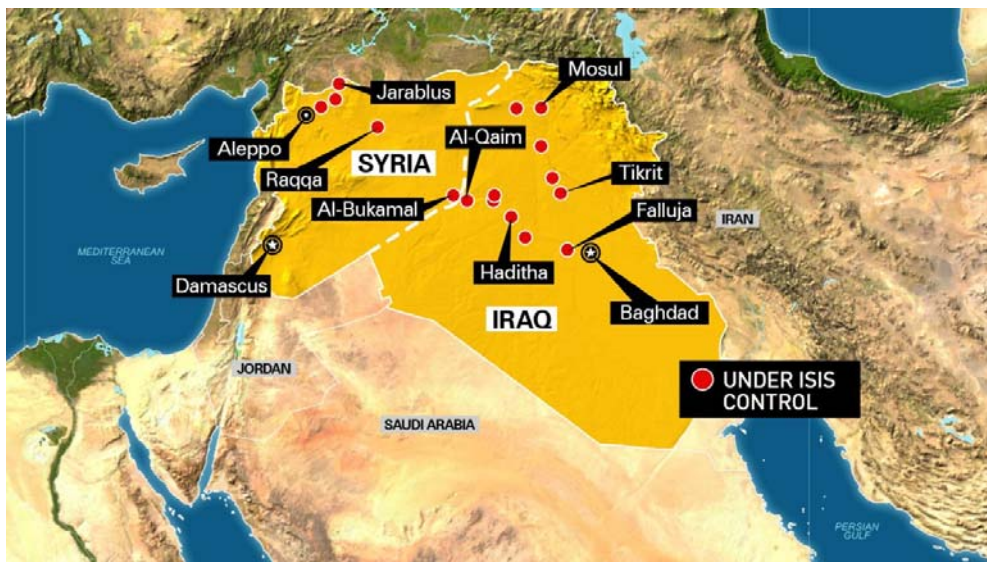 Mosul
Jarablus
Al-Qaim
Aleppo
SYRIA
Tikrit
Raqqa
Al-Bukamal
Falluja
IRAN
MEDITERRANEAN
SEA
Haditha
Damascus
Baghdad
IRAQ
JORDAN
UNDER ISIS
CONTROL
SAUDI ARABIA
PERSIAN
GULF